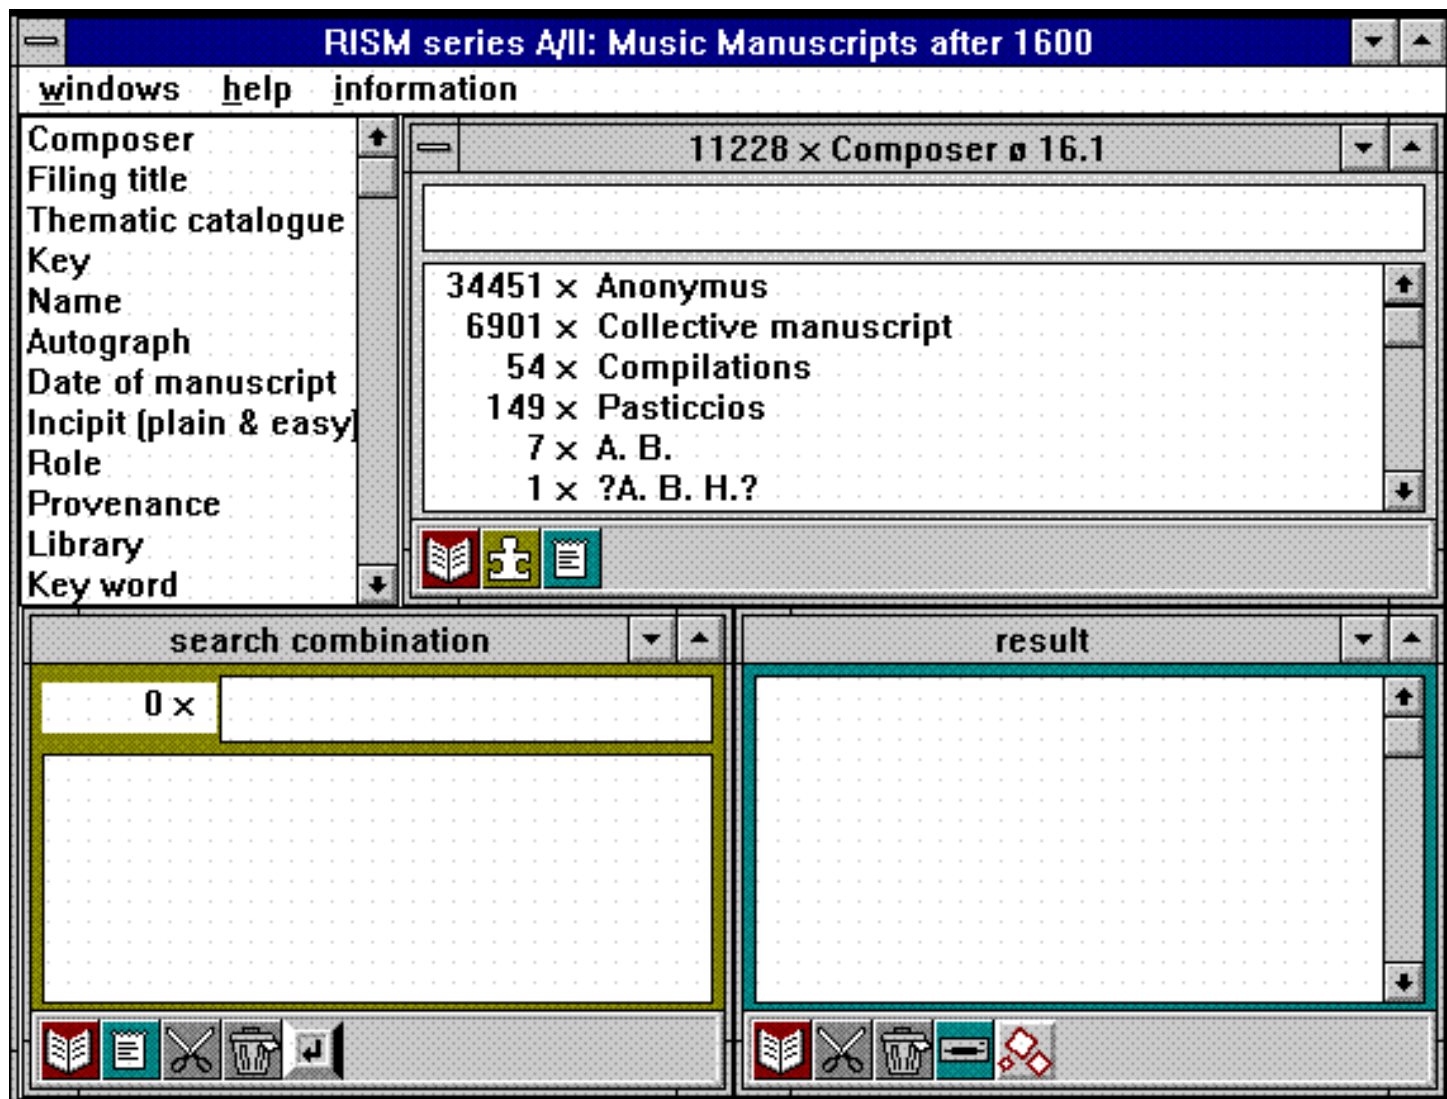 RISM series A/II: Music Manuscripts after 1600
windows help information
Composer
Filing title
Thematic catalogue
Key
Name
Autograph
Date of manuscript
Incipit (plain & easy)
Role
Provenance
Library
Key word
11228 x Composer ø 16.1
34451 x Anonymus
6901 x Collective manuscript
54 x Compilations
149 x Pasticcios
7 x A. B.
1 x ?A. B. H.?
search combination
0 x
result